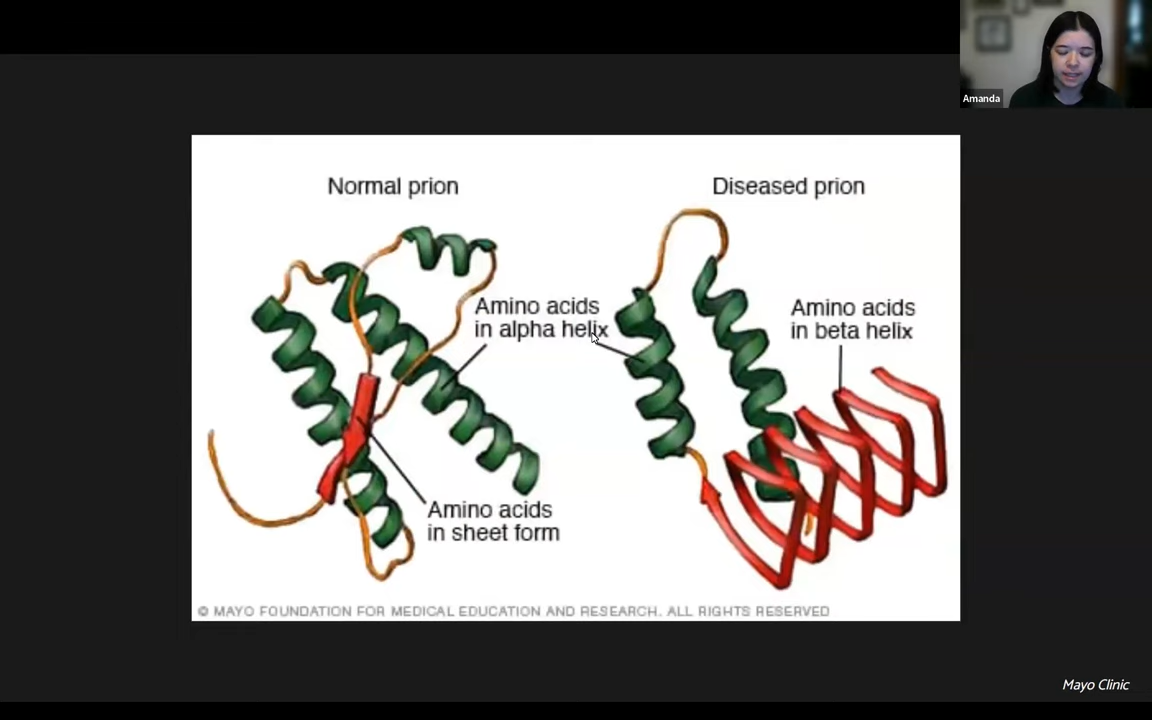 Amanda
Normal prion
Diseased prion
Amino acids
in alpha helix
Amino acids
in beta helix
Amino acids
in sheet form
© MAYO FOUNDATION FOR MEDICAL EDUCATION AND RESEARCH. ALL RIGHTS RESERVED
Mayo Clinic